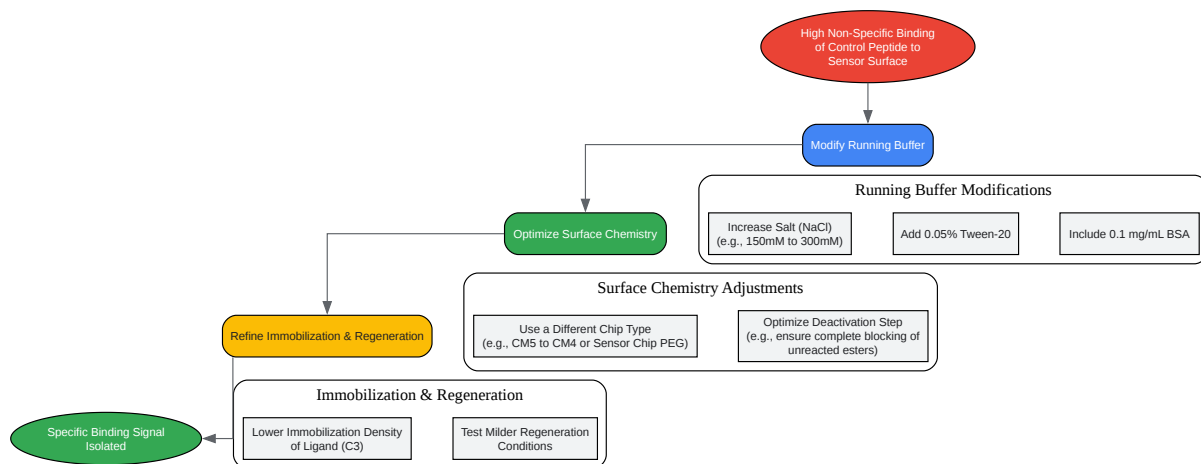 High Non-Specific Binding
of Control Peptide to
Sensor Surface
Modify Running Buffer
Running Buffer Modifications
Increase Salt (NaCl)
(e.g., 150mM to 300mM)
Add 0.05% Tween-20
Include 0.1 mg/mL BSA
Optimize Surface Chemistry
Surface Chemistry Adjustments
Use a Different Chip Type
(e.g., CM5 to CM4 or Sensor Chip PEG)
Optimize Deactivation Step
(e.g., ensure complete blocking of
unreacted esters)
Refine Immobilization & Regeneration
Immobilization & Regeneration
Lower Immobilization Density
of Ligand (C3)
Test Milder Regeneration
Conditions
Specific Binding Signal
Isolated